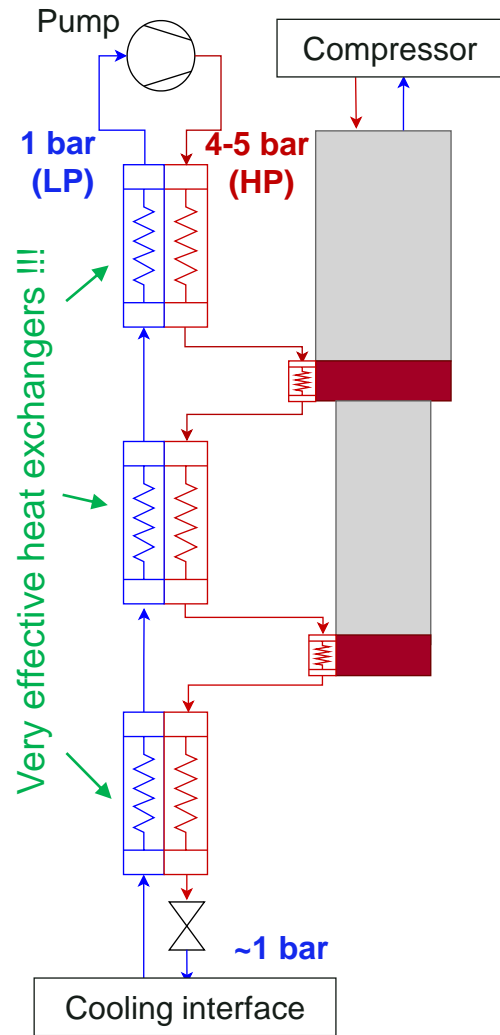 Pump
Compressor
1 bar
(LP)
4-5 bar
(HP)
Very effective heat exchangers !!!
~1 bar
Cooling interface